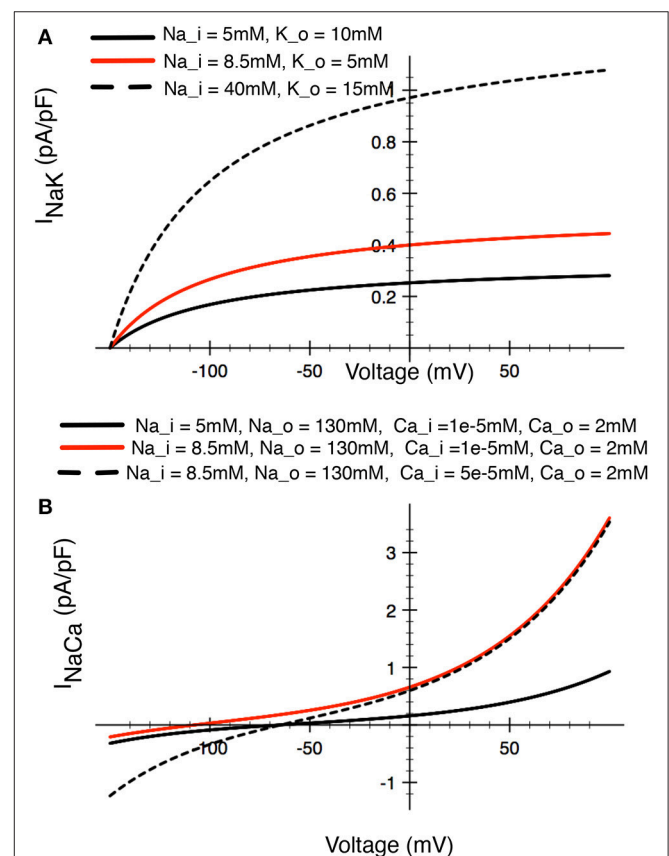 A
Na_i = 5mM, K_o = 10mM
Na_i = 8.5mM, K_o = 5mM
Na_i = 40mM, K_o = 15mM
I NaK (pA/pF)
1
0.8
0.6
0.4
0.2
-100 -50 50
Voltage (mV)
Na_i = 5mM, Na_o = 130mM, Ca_i =1e-5mM, Ca_o = 2mM
Na_i = 8.5mM, Na_o = 130mM, Ca_i =1e-5mM, Ca_o = 2mM
Na_i = 8.5mM, Na_o = 130mM, Ca_i = 5e-5mM, Ca_o = 2mM
B
I NaCa (pA/pF)
3
2
1
-100 -50 50
-1
Voltage (mV)